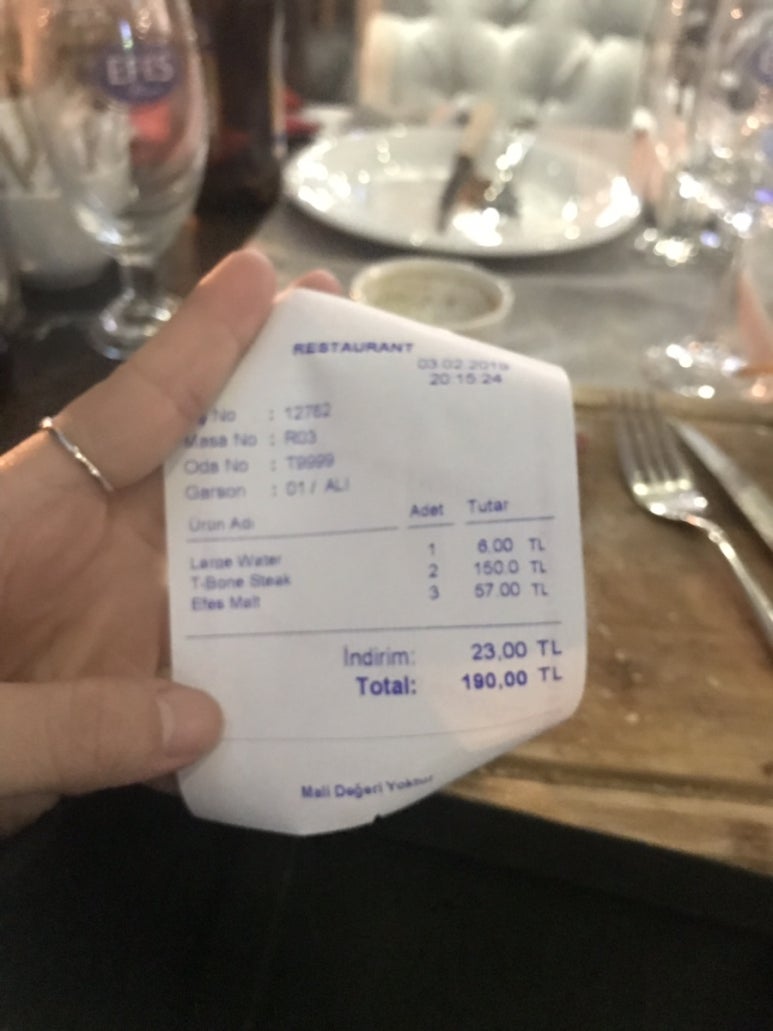 EFES
RESTAURANT
03.02.2019
20:15:24
No : 12762
Masa No : R03
Oda No : T9999
Garson : 01 / ALI
Ürün Adı Adet Tutar
Large Water 1 6.00 TL
T-Bone Steak 2 150.0 TL
Efes Malt 3 57.00 TL
İndirim: 23,00 TL
Total: 190,00 TL
Mali Değeri Yoktur